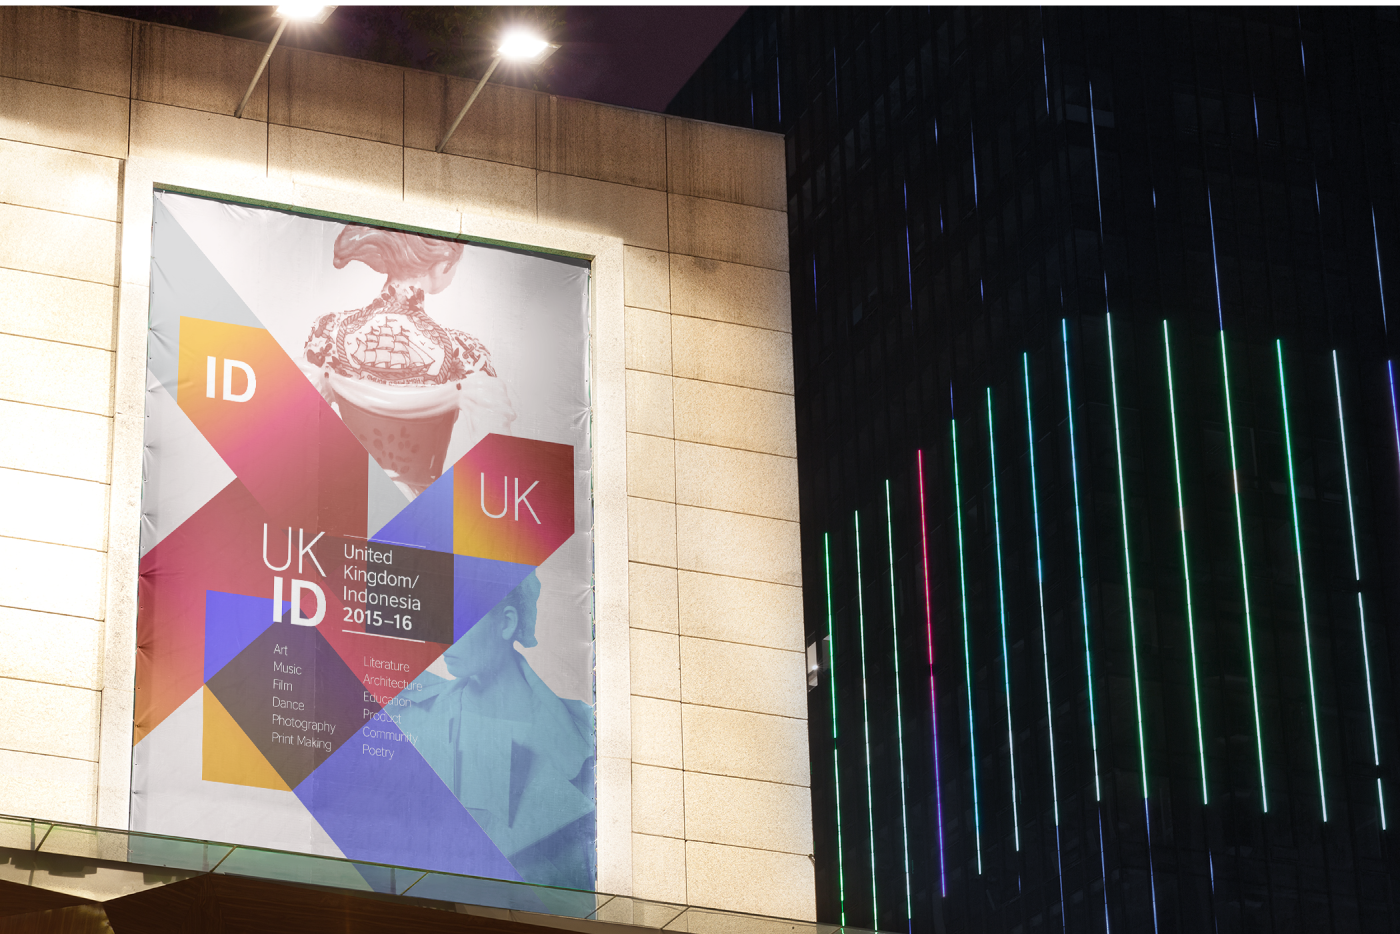 ID
UK
UK
ID
United
Kingdom/
Indonesia
2015–16
Art
Music
Film
Dance
Photography
Print Making
Literature
Architecture
Education
Product
Community
Poetry